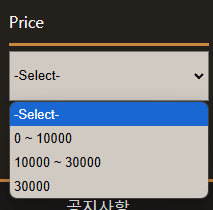 Price
-Select-
-Select-
0 ~ 10000
10000 ~ 30000
30000
공지사항